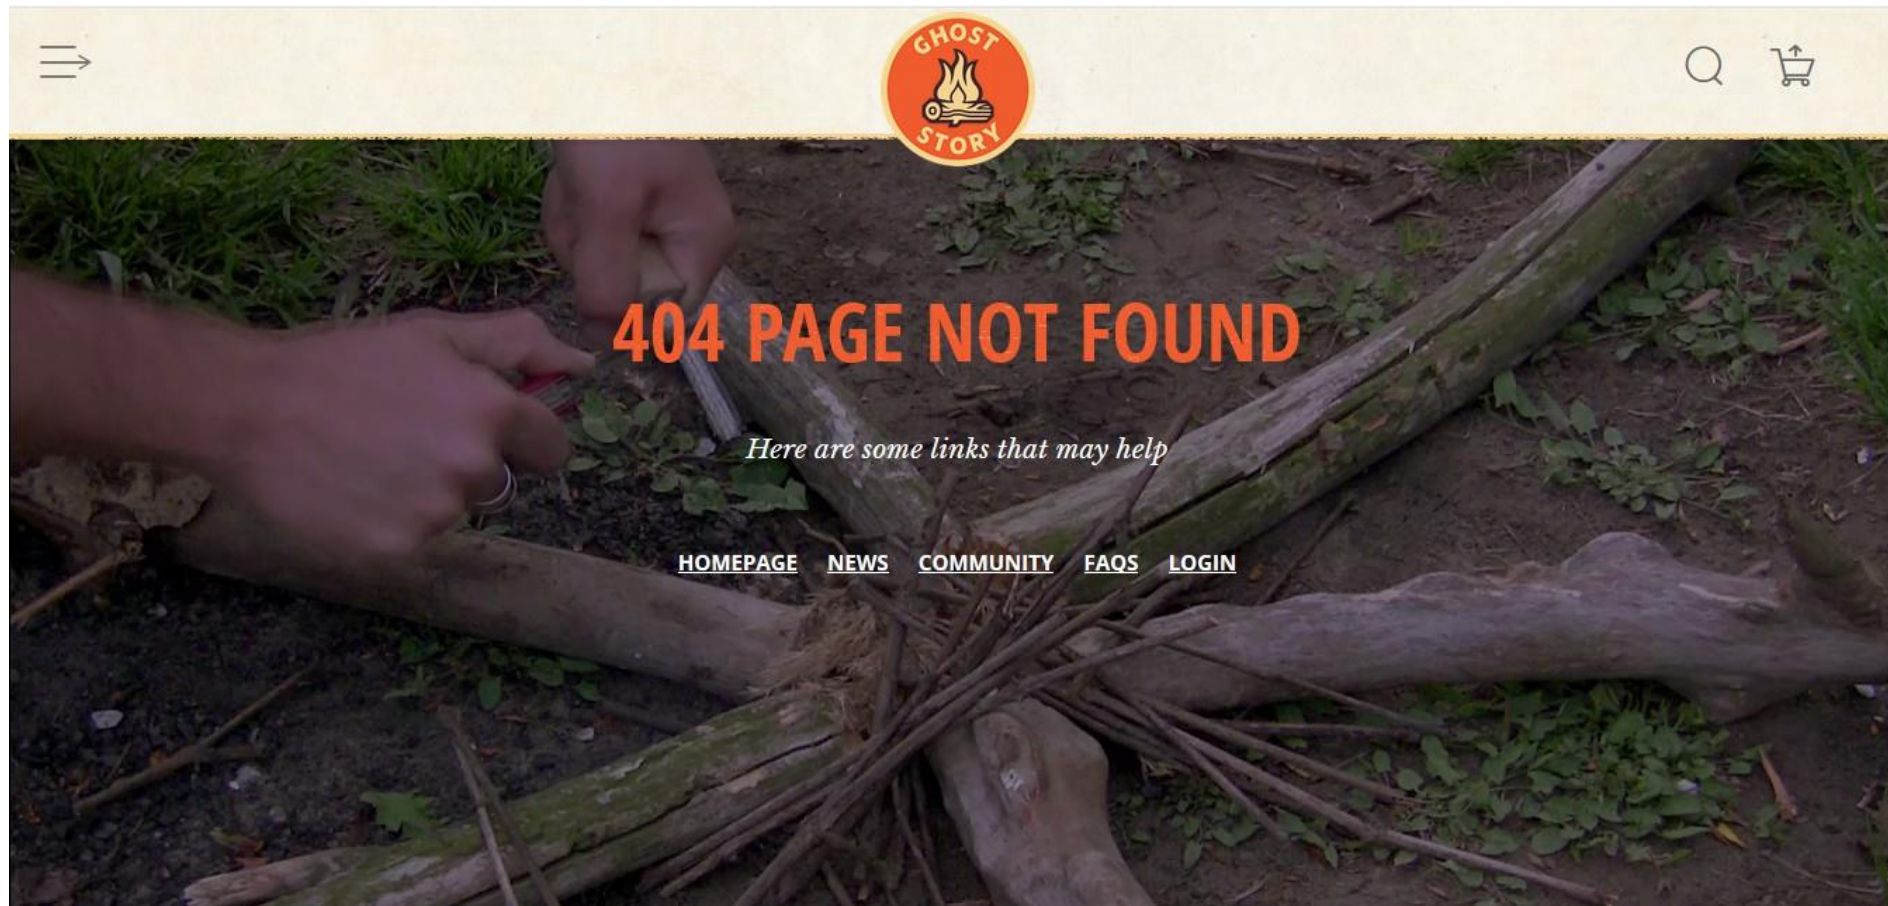 GHOST
STORY
404 PAGE NOT FOUND
Here are some links that may help
HOMEPAGE NEWS COMMUNITY FAQS LOGIN